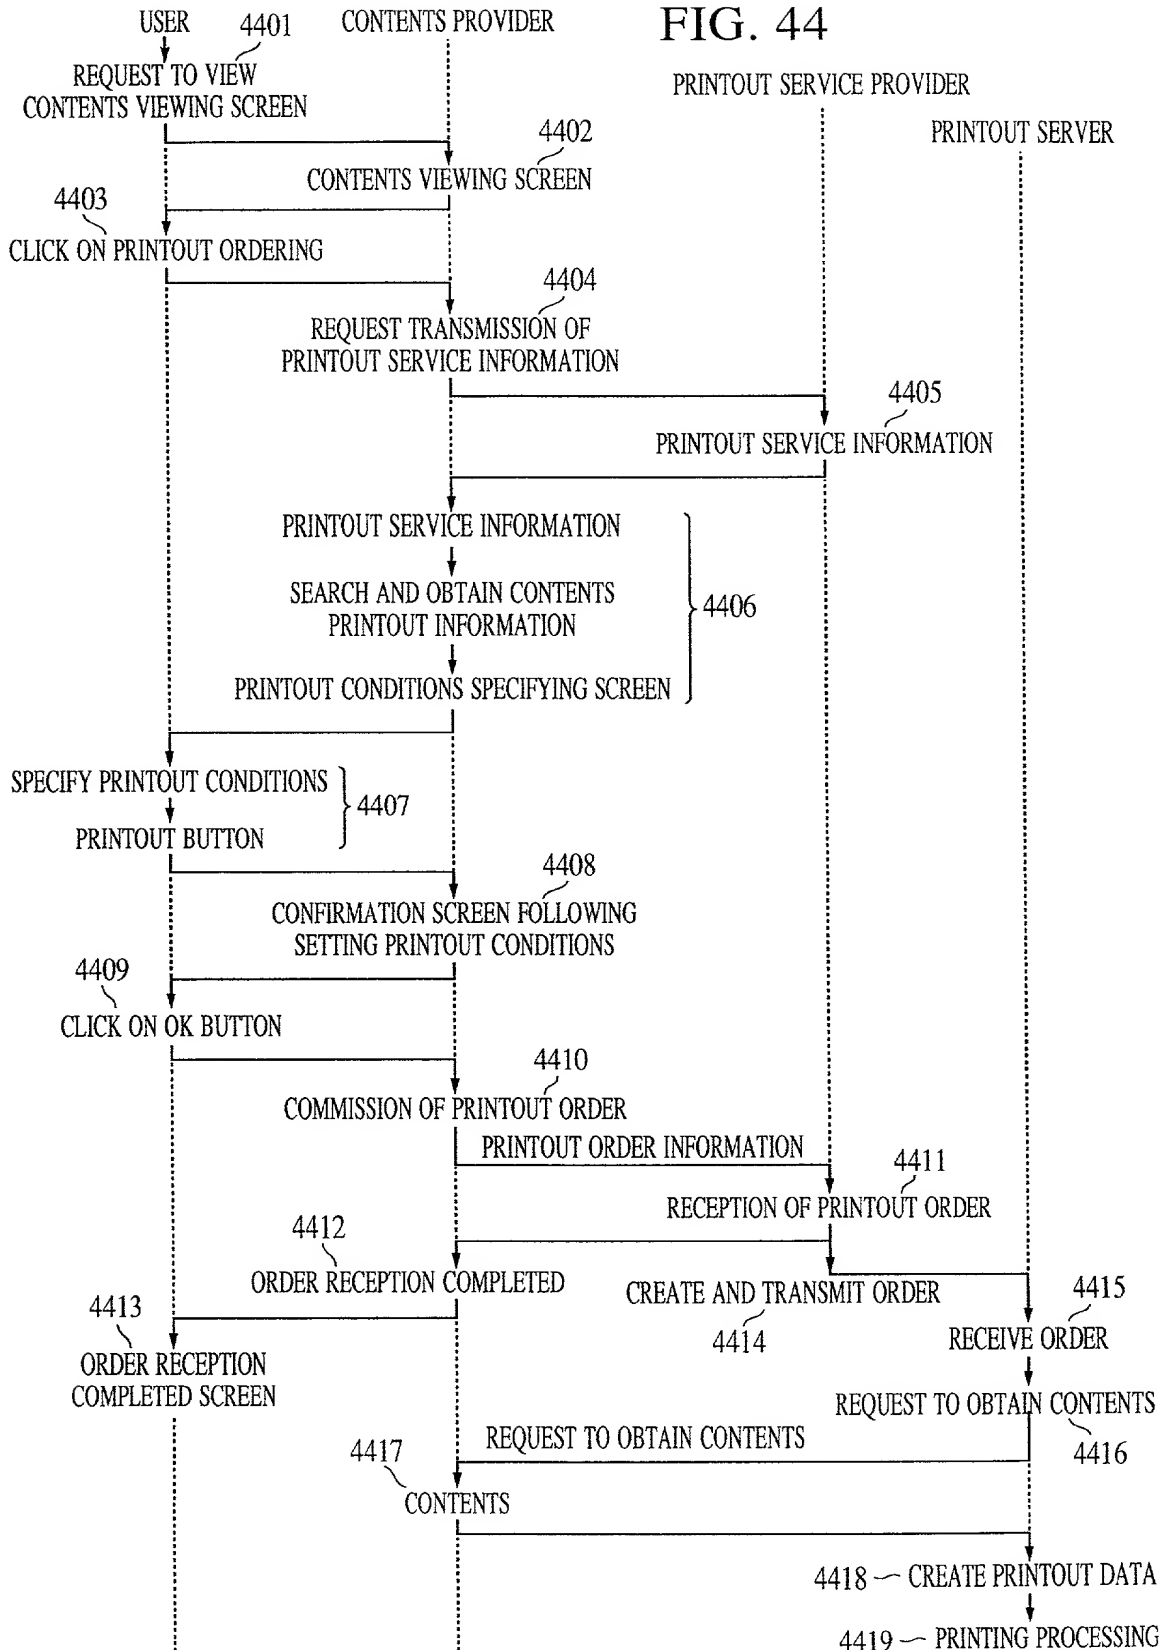 FIG. 44
USER
CONTENTS PROVIDER
PRINTOUT SERVICE PROVIDER
PRINTOUT SERVER
4401
REQUEST TO VIEW
CONTENTS VIEWING SCREEN
4402
CONTENTS VIEWING SCREEN
4403
CLICK ON PRINTOUT ORDERING
4404
REQUEST TRANSMISSION OF
PRINTOUT SERVICE INFORMATION
4405
PRINTOUT SERVICE INFORMATION
PRINTOUT SERVICE INFORMATION
SEARCH AND OBTAIN CONTENTS
PRINTOUT INFORMATION
4406
PRINTOUT CONDITIONS SPECIFYING SCREEN
SPECIFY PRINTOUT CONDITIONS
4407
PRINTOUT BUTTON
4408
CONFIRMATION SCREEN FOLLOWING
SETTING PRINTOUT CONDITIONS
4409
CLICK ON OK BUTTON
4410
COMMISSION OF PRINTOUT ORDER
PRINTOUT ORDER INFORMATION
4411
RECEPTION OF PRINTOUT ORDER
4412
ORDER RECEPTION COMPLETED
CREATE AND TRANSMIT ORDER
4414
4413
ORDER RECEPTION
COMPLETED SCREEN
4415
RECEIVE ORDER
REQUEST TO OBTAIN CONTENTS
4416
REQUEST TO OBTAIN CONTENTS
4417
CONTENTS
4418 CREATE PRINTOUT DATA
4419 PRINTING PROCESSING